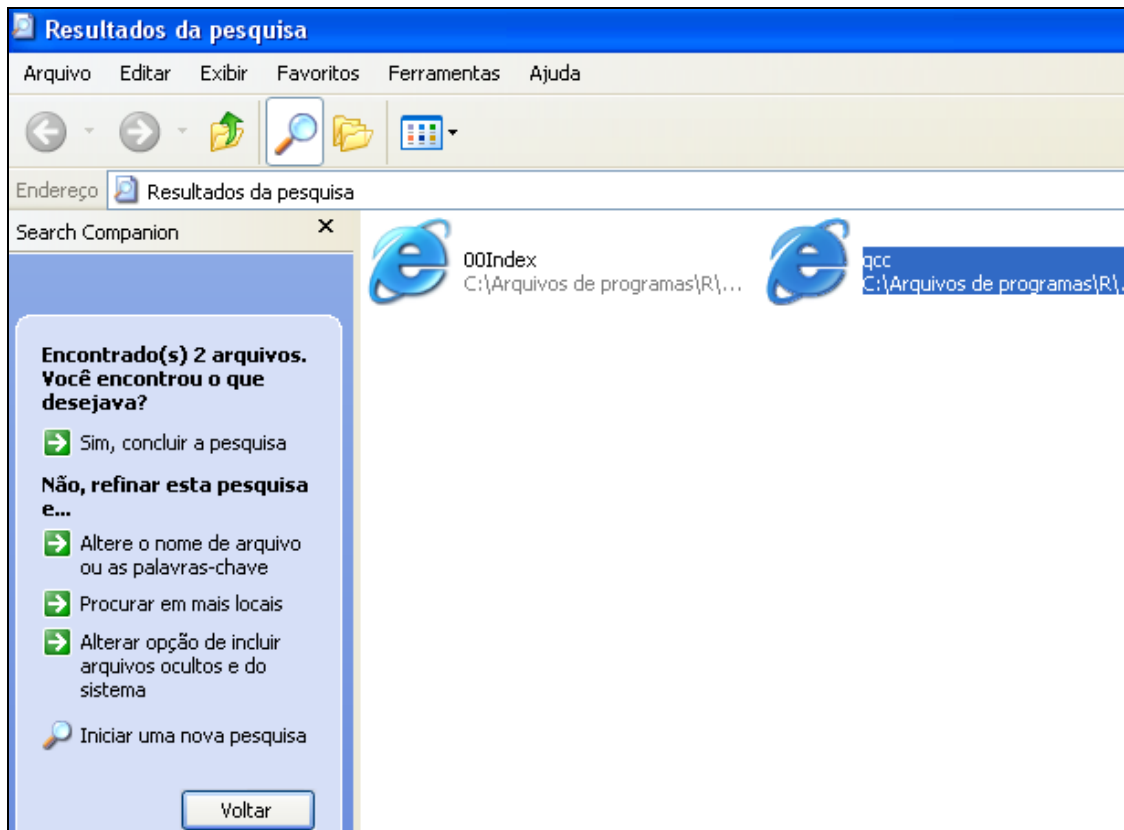 Resultados da pesquisa
Arquivo Editar Exibir Favoritos Ferramentas Ajuda
Endereço Resultados da pesquisa
Search Companion
00Index
C:\Arquivos de programas\R\...
qcc
C:\Arquivos de programas\R\.
Encontrado(s) 2 arquivos.
Você encontrou o que
desejava?
Sim, concluir a pesquisa
Não, refinar esta pesquisa
e...
Altere o nome de arquivo
ou as palavras-chave
Procurar em mais locais
Alterar opção de incluir
arquivos ocultos e do
sistema
Iniciar uma nova pesquisa
Voltar